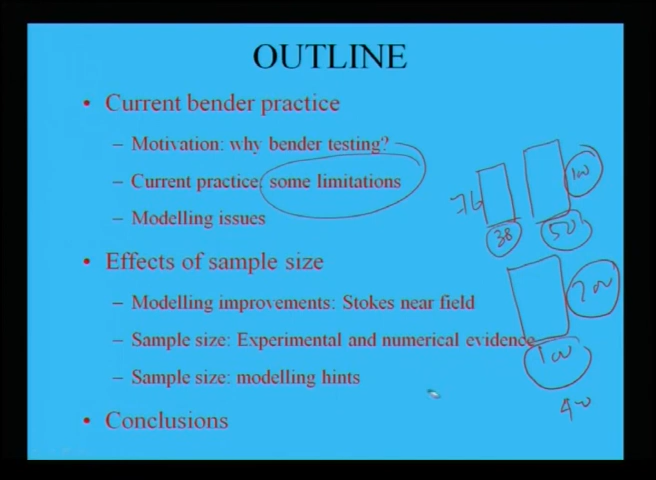 OUTLINE
• Current bender practice
– Motivation: why bender testing?
– Current practice: some limitations
– Modelling issues
• Effects of sample size
– Modelling improvements: Stokes near field
– Sample size: Experimental and numerical evidence
– Sample size: modelling hints
• Conclusions
76
38
100
50
200
100